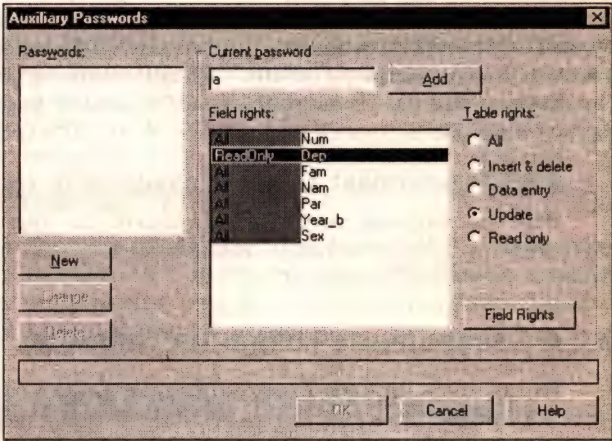 Auxiliary Passwords
Passwords:
New
Change
Delete
Current password
a
Add
Field rights:
All Num
ReadOnly Dep
All Fam
All Nam
All Par
All Year_b
All Sex
Table rights:
All
Insert & delete
Data entry
Update
Read only
Field Rights
OK
Cancel
Help